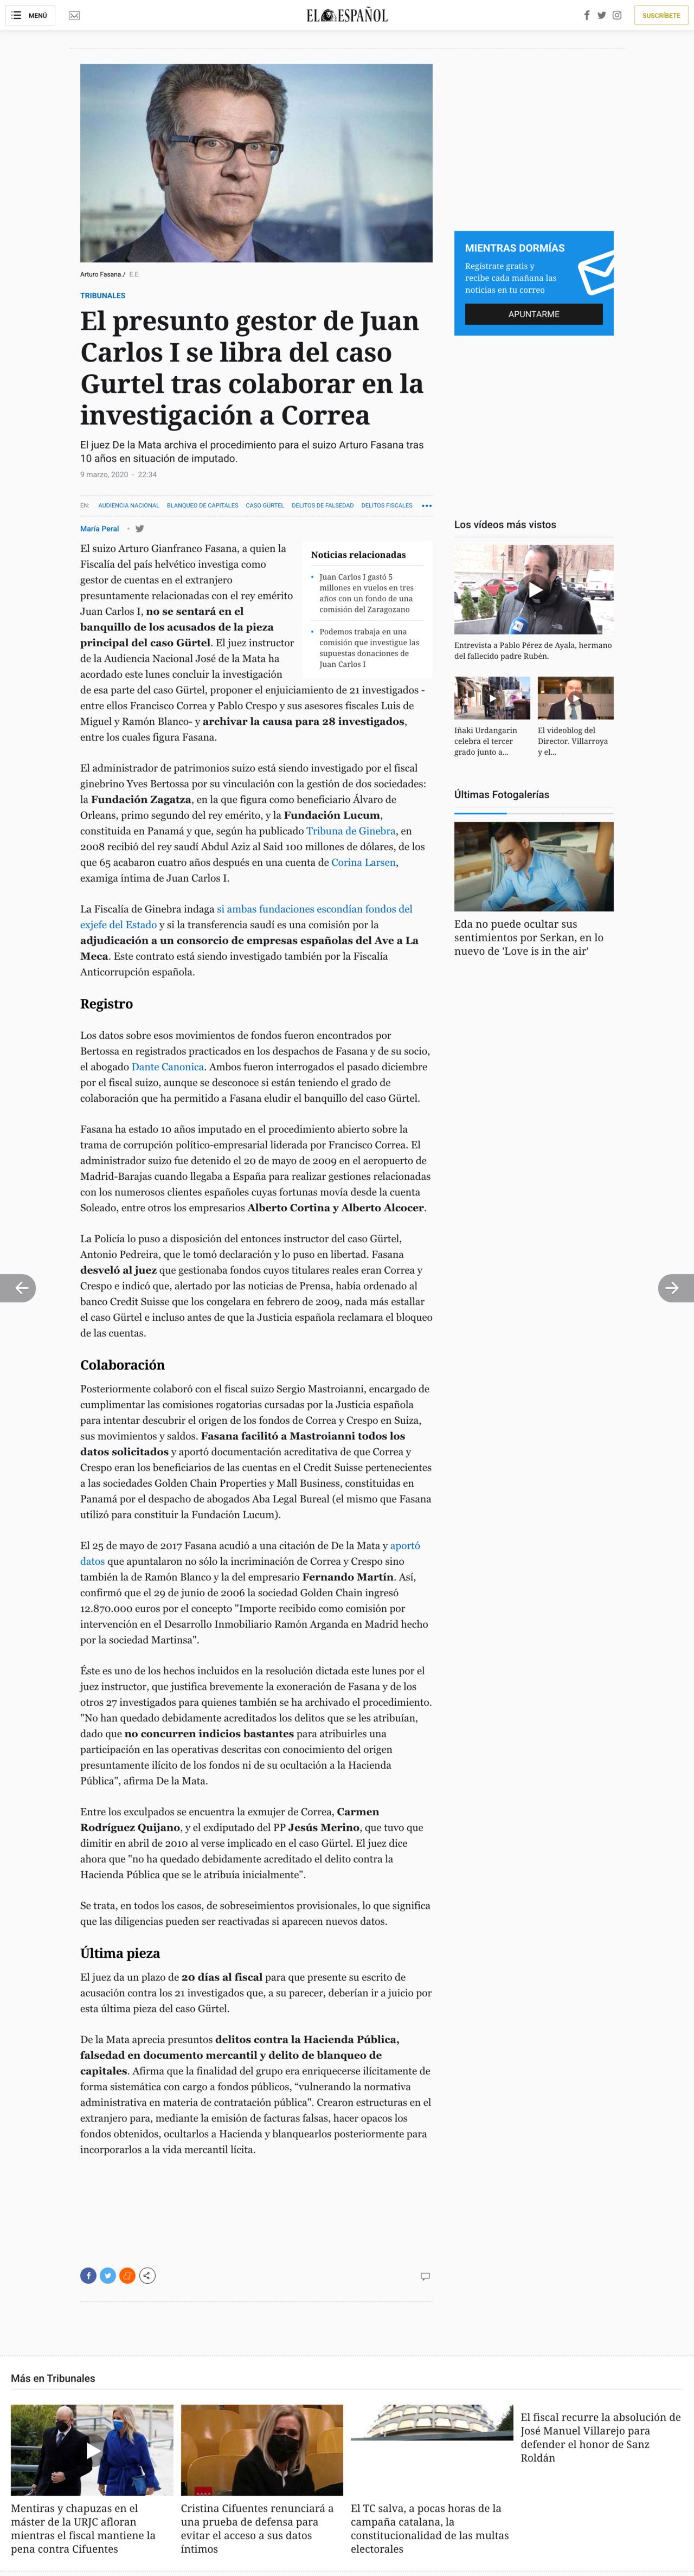 MENÚ
EL ESPAÑOL
SUSCRÍBETE
Arturo Fasana / E.E.
TRIBUNALES
El presunto gestor de Juan
Carlos I se libra del caso
Gurtel tras colaborar en la
investigación a Correa
El juez De la Mata archiva el procedimiento para el suizo Arturo Fasana tras
10 años en situación de imputado.
9 marzo, 2020 - 22:34
EN: AUDIENCIA NACIONAL BLANQUEO DE CAPITALES CASO GÜRTEL DELITOS DE FALSEDAD DELITOS FISCALES •••
María Peral
El suizo Arturo Gianfranco Fasana, a quien la
Fiscalía del país helvético investiga como
gestor de cuentas en el extranjero
presuntamente relacionadas con el rey emérito
Juan Carlos I, no se sentará en el
banquillo de los acusados de la pieza
principal del caso Gürtel. El juez instructor
de la Audiencia Nacional José de la Mata ha
acordado este lunes concluir la investigación
de esa parte del caso Gürtel, proponer el enjuiciamiento de 21 investigados -
entre ellos Francisco Correa y Pablo Crespo y sus asesores fiscales Luis de
Miguel y Ramón Blanco- y archivar la causa para 28 investigados,
entre los cuales figura Fasana.
Noticias relacionadas
Juan Carlos I gastó 5
millones en vuelos en tres
años con un fondo de una
comisión del Zaragozano
Podemos trabaja en una
comisión que investigue las
supuestas donaciones de
Juan Carlos I
El administrador de patrimonios suizo está siendo investigado por el fiscal
ginebrino Yves Bertossa por su vinculación con la gestión de dos sociedades:
la Fundación Zagatza, en la que figura como beneficiario Álvaro de
Orleans, primo segundo del rey emérito, y la Fundación Lucum,
constituida en Panamá y que, según ha publicado Tribuna de Ginebra, en
2008 recibió del rey saudí Abdul Aziz al Said 100 millones de dólares, de los
que 65 acabaron cuatro años después en una cuenta de Corina Larsen,
examiga íntima de Juan Carlos I.
La Fiscalía de Ginebra indaga si ambas fundaciones escondían fondos del
exjefe del Estado y si la transferencia saudí es una comisión por la
adjudicación a un consorcio de empresas españolas del Ave a La
Meca. Este contrato está siendo investigado también por la Fiscalía
Anticorrupción española.
Registro
Los datos sobre esos movimientos de fondos fueron encontrados por
Bertossa en registrados practicados en los despachos de Fasana y de su socio,
el abogado Dante Canonica. Ambos fueron interrogados el pasado diciembre
por el fiscal suizo, aunque se desconoce si están teniendo el grado de
colaboración que ha permitido a Fasana eludir el banquillo del caso Gürtel.
Fasana ha estado 10 años imputado en el procedimiento abierto sobre la
trama de corrupción político-empresarial liderada por Francisco Correa. El
administrador suizo fue detenido el 20 de mayo de 2009 en el aeropuerto de
Madrid-Barajas cuando llegaba a España para realizar gestiones relacionadas
con los numerosos clientes españoles cuyas fortunas movía desde la cuenta
Soleado, entre otros los empresarios Alberto Cortina y Alberto Alcocer.
La Policía lo puso a disposición del entonces instructor del caso Gürtel,
Antonio Pedreira, que le tomó declaración y lo puso en libertad. Fasana
desveló al juez que gestionaba fondos cuyos titulares reales eran Correa y
Crespo e indicó que, alertado por las noticias de Prensa, había ordenado al
banco Credit Suisse que los congelara en febrero de 2009, nada más estallar
el caso Gürtel e incluso antes de que la Justicia española reclamara el bloqueo
de las cuentas.
Colaboración
Posteriormente colaboró con el fiscal suizo Sergio Mastroianni, encargado de
cumplimentar las comisiones rogatorias cursadas por la Justicia española
para intentar descubrir el origen de los fondos de Correa y Crespo en Suiza,
sus movimientos y saldos. Fasana facilitó a Mastroianni todos los
datos solicitados y aportó documentación acreditativa de que Correa y
Crespo eran los beneficiarios de las cuentas en el Credit Suisse pertenecientes
a las sociedades Golden Chain Properties y Mall Business, constituidas en
Panamá por el despacho de abogados Aba Legal Bureal (el mismo que Fasana
utilizó para constituir la Fundación Lucum).
El 25 de mayo de 2017 Fasana acudió a una citación de De la Mata y aportó
datos que apuntalaron no sólo la incriminación de Correa y Crespo sino
también la de Ramón Blanco y la del empresario Fernando Martín. Así,
confirmó que el 29 de junio de 2006 la sociedad Golden Chain ingresó
12.870.000 euros por el concepto "Importe recibido como comisión por
intervención en el Desarrollo Inmobiliario Ramón Arganda en Madrid hecho
por la sociedad Martinsa".
Éste es uno de los hechos incluidos en la resolución dictada este lunes por el
juez instructor, que justifica brevemente la exoneración de Fasana y de los
otros 27 investigados para quienes también se ha archivado el procedimiento.
"No han quedado debidamente acreditados los delitos que se les atribuían,
dado que no concurren indicios bastantes para atribuirles una
participación en las operativas descritas con conocimiento del origen
presuntamente ilícito de los fondos ni de su ocultación a la Hacienda
Pública", afirma De la Mata.
Entre los exculpados se encuentra la exmujer de Correa, Carmen
Rodríguez Quijano, y el exdiputado del PP Jesús Merino, que tuvo que
dimitir en abril de 2010 al verse implicado en el caso Gürtel. El juez dice
ahora que "no ha quedado debidamente acreditado el delito contra la
Hacienda Pública que se le atribuía inicialmente".
Se trata, en todos los casos, de sobreseimientos provisionales, lo que significa
que las diligencias pueden ser reactivadas si aparecen nuevos datos.
Última pieza
El juez da un plazo de 20 días al fiscal para que presente su escrito de
acusación contra los 21 investigados que, a su parecer, deberían ir a juicio por
esta última pieza del caso Gürtel.
De la Mata aprecia presuntos delitos contra la Hacienda Pública,
falsedad en documento mercantil y delito de blanqueo de
capitales. Afirma que la finalidad del grupo era enriquecerse ilícitamente de
forma sistemática con cargo a fondos públicos, “vulnerando la normativa
administrativa en materia de contratación pública”. Crearon estructuras en el
extranjero para, mediante la emisión de facturas falsas, hacer opacos los
fondos obtenidos, ocultarlos a Hacienda y blanquearlos posteriormente para
incorporarlos a la vida mercantil lícita.
MIENTRAS DORMÍAS
Regístrate gratis y
recibe cada mañana las
noticias en tu correo
APUNTARME
Los vídeos más vistos
Entrevista a Pablo Pérez de Ayala, hermano
del fallecido padre Rubén.
Iñaki Urdangarin
celebra el tercer
grado junto a...
El videoblog del
Director. Villarroya
y el...
Últimas Fotogalerías
Eda no puede ocultar sus
sentimientos por Serkan, en lo
nuevo de 'Love is in the air'
Más en Tribunales
Mentiras y chapuzas en el
máster de la URJC afloran
mientras el fiscal mantiene la
pena contra Cifuentes
Cristina Cifuentes renunciará a
una prueba de defensa para
evitar el acceso a sus datos
íntimos
El TC salva, a pocas horas de la
campaña catalana, la
constitucionalidad de las multas
electorales
El fiscal recurre la absolución de
José Manuel Villarejo para
defender el honor de Sanz
Roldán